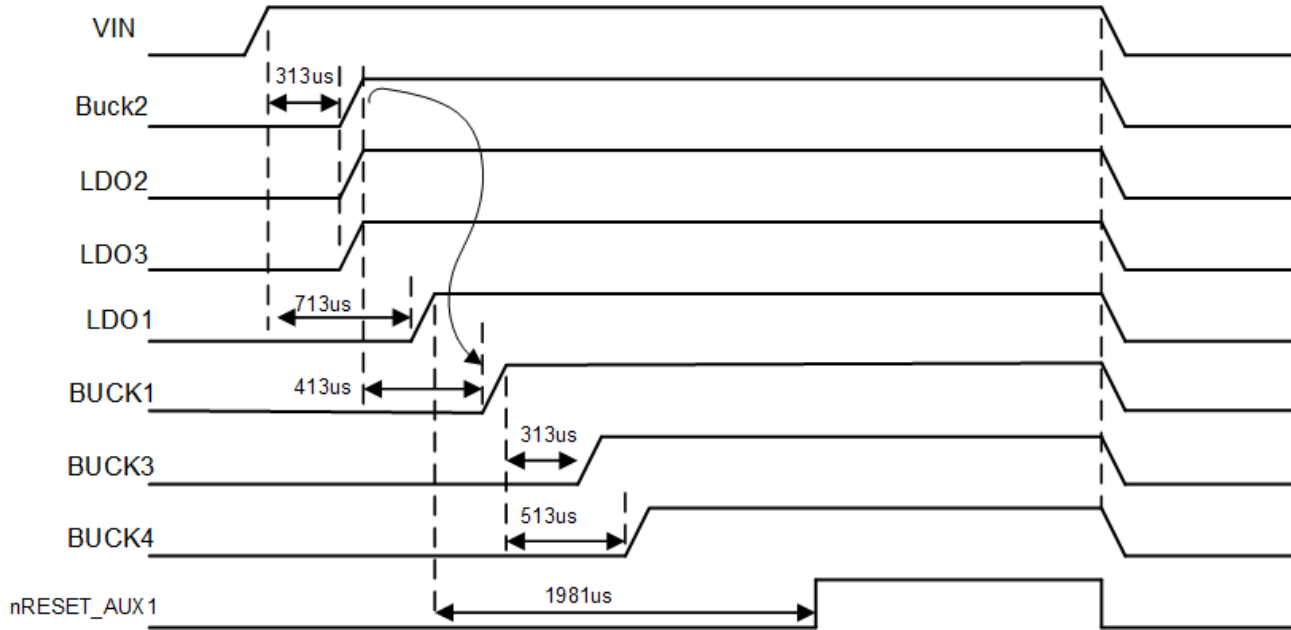 VIN
313us
Buck2
LDO2
LDO3
713us
LDO1
413us
BUCK1
313us
BUCK3
513us
BUCK4
1981us
nRESET_AUX1